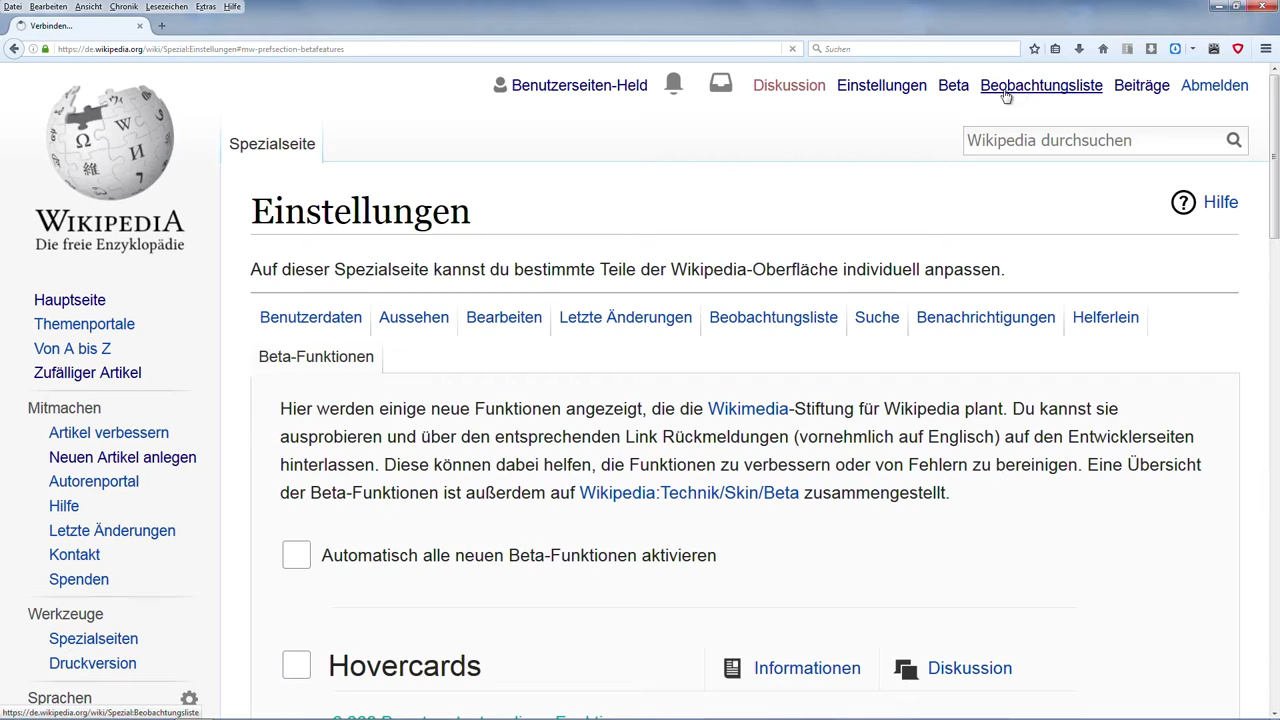 Datei Bearbeiten Ansicht Chronik Lesezeichen Extras Hilfe
Verbinden...
https://de.wikipedia.org/wiki/Spezial:Einstellungen#mw-prefsection-betafeatures
Suchen
Benutzerseiten-Held Diskussion Einstellungen Beta Beobachtungsliste Beiträge Abmelden
Spezialseite
Wikipedia durchsuchen
WIKIPEDIA
Die freie Enzyklopädie
Einstellungen
Hilfe
Auf dieser Spezialseite kannst du bestimmte Teile der Wikipedia-Oberfläche individuell anpassen.
Benutzerdaten Aussehen Bearbeiten Letzte Änderungen Beobachtungsliste Suche Benachrichtigungen Helferlein
Beta-Funktionen
Hier werden einige neue Funktionen angezeigt, die die Wikimedia-Stiftung für Wikipedia plant. Du kannst sie
ausprobieren und über den entsprechenden Link Rückmeldungen (vornehmlich auf Englisch) auf den Entwicklerseiten
hinterlassen. Diese können dabei helfen, die Funktionen zu verbessern oder von Fehlern zu bereinigen. Eine Übersicht
der Beta-Funktionen ist außerdem auf Wikipedia:Technik/Skin/Beta zusammengestellt.
Automatisch alle neuen Beta-Funktionen aktivieren
Hovercards Informationen Diskussion
Hauptseite
Themenportale
Von A bis Z
Zufälliger Artikel
Mitmachen
Artikel verbessern
Neuen Artikel anlegen
Autorenportal
Hilfe
Letzte Änderungen
Kontakt
Spenden
Werkzeuge
Spezialseiten
Druckversion
Sprachen
https://de.wikipedia.org/wiki/Spezial:Beobachtungsliste